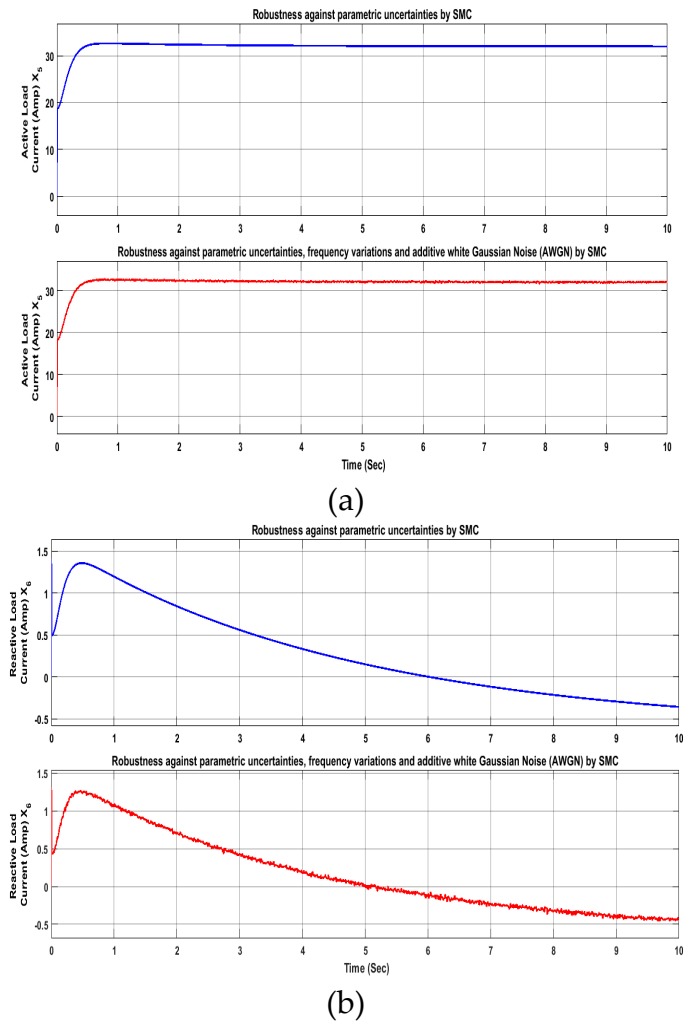 Robustness against parametric uncertainties by SMC
Active Load
Current (Amp) X5
30
20
10
0
0 1 2 3 4 5 6 7 8 9 10
Robustness against parametric uncertainties, frequency variations and additive white Gaussian Noise (AWGN) by SMC
Active Load
Current (Amp) X5
30
20
10
0
0 1 2 3 4 5 6 7 8 9 10
Time (Sec)
(a)
Robustness against parametric uncertainties by SMC
Reactive Load
Current (Amp) X6
1.5
1
0.5
0
-0.5
0 1 2 3 4 5 6 7 8 9 10
Robustness against parametric uncertainties, frequency variations and additive white Gaussian Noise (AWGN) by SMC
Reactive Load
Current (Amp) X6
1.5
1
0.5
0
-0.5
0 1 2 3 4 5 6 7 8 9 10
Time (Sec)
(b)